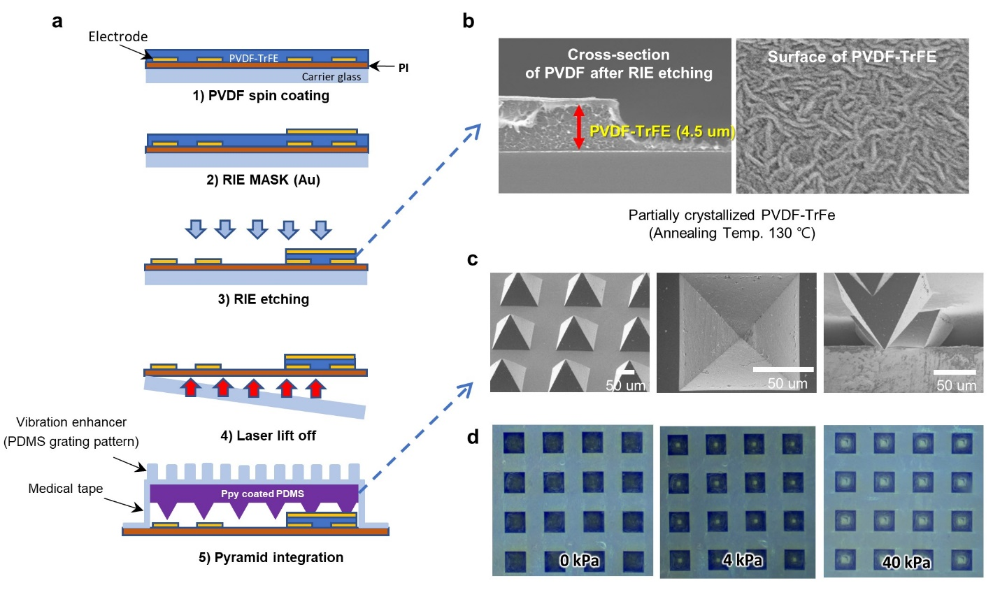 a
Electrode
PVDF-TrFE
PI
Carrier glass
1) PVDF spin coating
2) RIE MASK (Au)
3) RIE etching
4) Laser lift off
Vibration enhancer
(PDMS grating pattern)
Medical tape
Ppy coated PDMS
5) Pyramid integration
b
Cross-section
of PVDF after RIE etching
PVDF-TrFE (4.5 um)
Surface of PVDF-TrFE
Partially crystallized PVDF-TrFe
(Annealing Temp. 130 ℃)
c
50 um
50 um
50 um
d
0 kPa
4 kPa
40 kPa